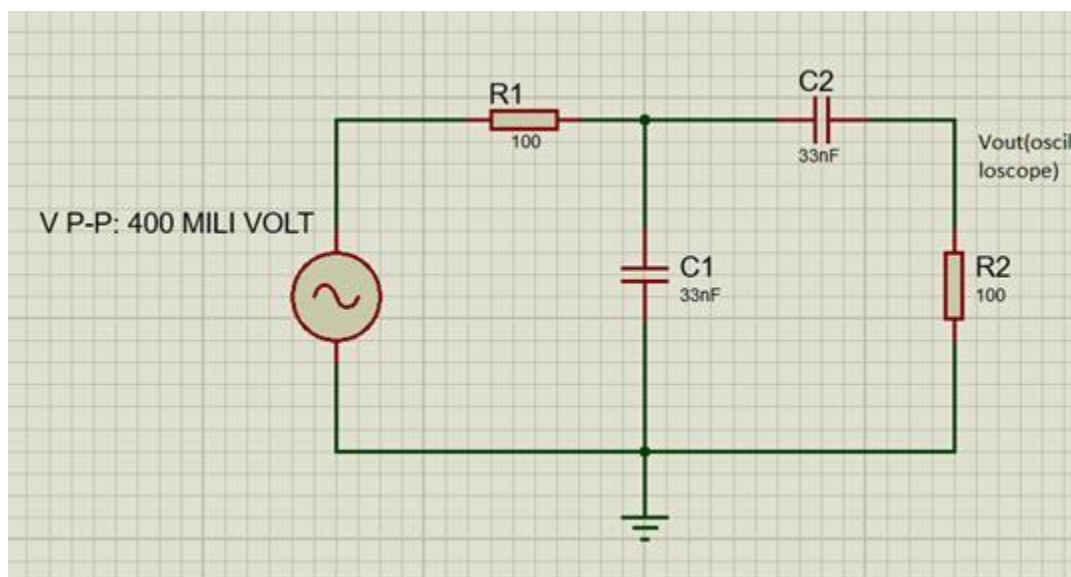 C2
R1
100
33nF
Vout(oscil
loscope)
V P-P: 400 MILI VOLT
C1
33nF
R2
100